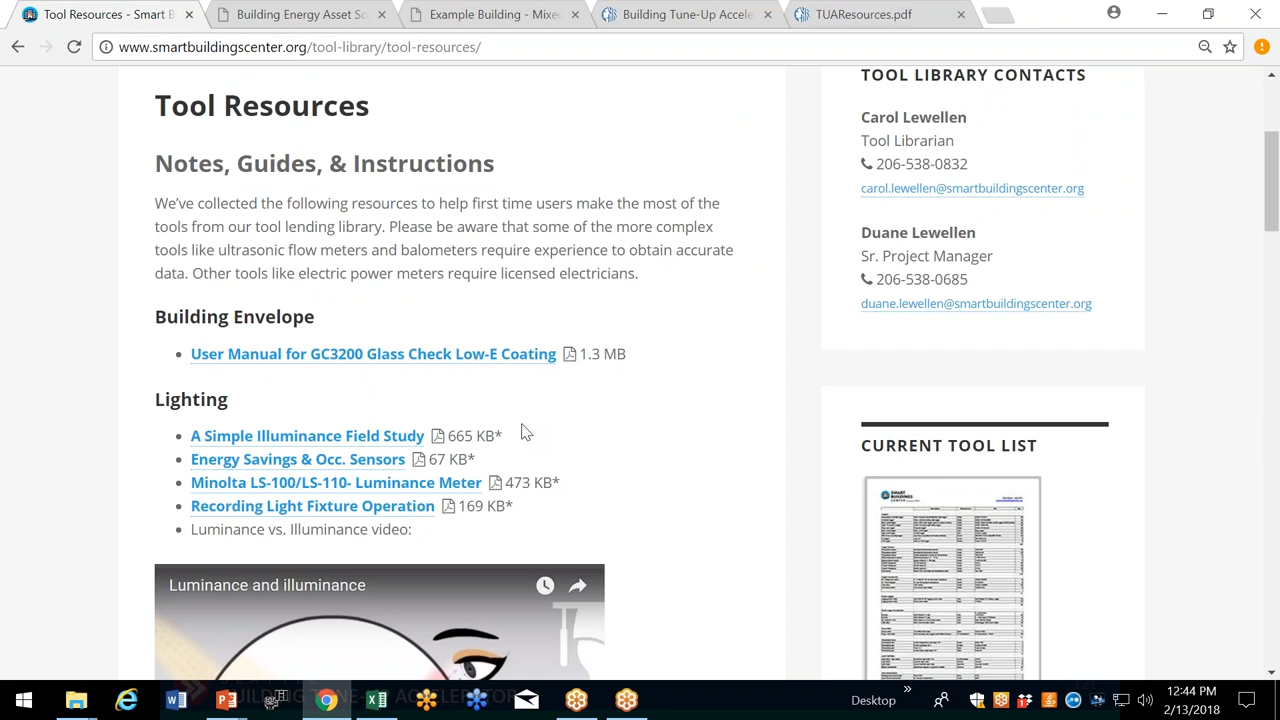 Tool Resources - Smart B
Building Energy Asset Sc
Example Building - Mixed
Building Tune-Up Accele
TUAResources.pdf
www.smartbuildingscenter.org/tool-library/tool-resources/
Tool Resources
Notes, Guides, & Instructions
We've collected the following resources to help first time users make the most of the
tools from our tool lending library. Please be aware that some of the more complex
tools like ultrasonic flow meters and balometers require experience to obtain accurate
data. Other tools like electric power meters require licensed electricians.
Building Envelope
User Manual for GC3200 Glass Check Low-E Coating 1.3 MB
Lighting
A Simple Illuminance Field Study 665 KB*
Energy Savings & Occ. Sensors 67 KB*
Minolta LS-100/LS-110- Luminance Meter 473 KB*
Recording Light Fixture Operation 169 KB*
Luminance vs Illuminance video:
Luminance and illuminance
TOOL LIBRARY CONTACTS
Carol Lewellen
Tool Librarian
206-538-0832
carol.lewellen@smartbuildingscenter.org
Duane Lewellen
Sr. Project Manager
206-538-0685
duane.lewellen@smartbuildingscenter.org
CURRENT TOOL LIST
SMART BUILDINGS CENTER
Desktop
12:44 PM
2/13/2018